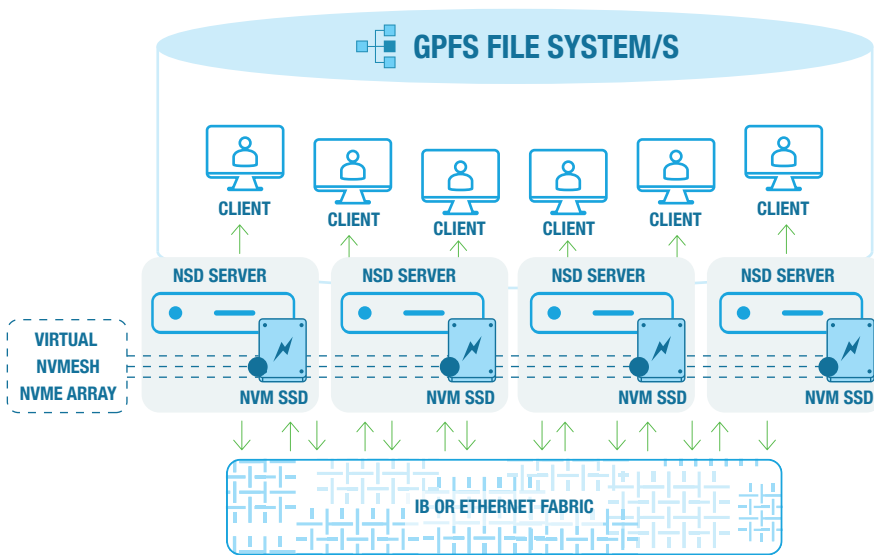 GPFS FILE SYSTEM/S
CLIENT
CLIENT
CLIENT
CLIENT
CLIENT
CLIENT
NSD SERVER
NSD SERVER
NSD SERVER
NSD SERVER
VIRTUAL
NVMESH
NVME ARRAY
NVM SSD
NVM SSD
NVM SSD
NVM SSD
IB OR ETHERNET FABRIC